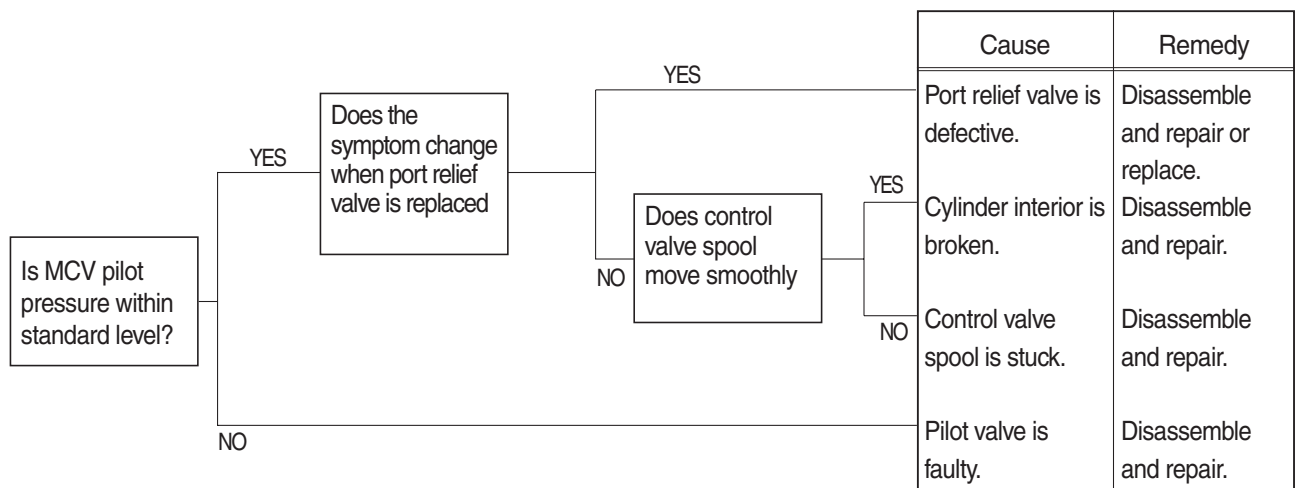 Is MCV pilot
pressure within
standard level?
YES
NO
Does the
symptom change
when port relief
valve is replaced
YES
NO
Does control
valve spool
move smoothly
YES
NO
Cause
Remedy
Port relief valve is
defective.
Disassemble
and repair or
replace.
Cylinder interior is
broken.
Disassemble
and repair.
Control valve
spool is stuck.
Disassemble
and repair.
Pilot valve is
faulty.
Disassemble
and repair.